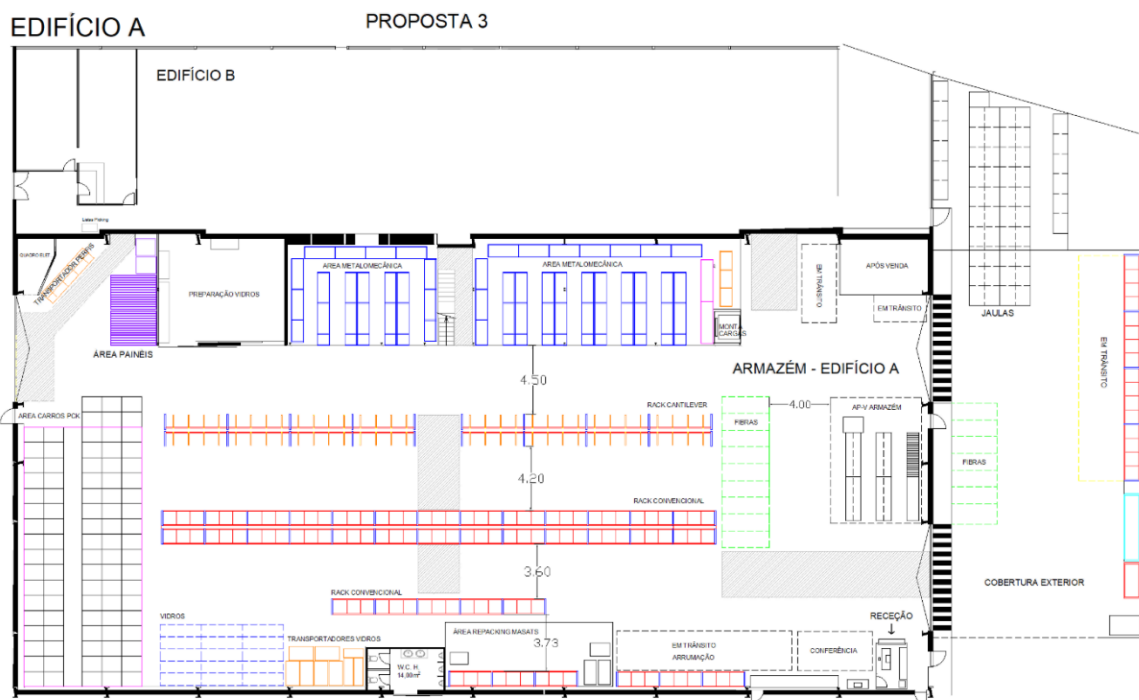 EDIFÍCIO A
PROPOSTA 3
EDIFÍCIO B
QUADRO ELET
TRANSPORTADOR PERFIS
PREPARAÇÃO VIDROS
AREA METALOMECÂNICA
AREA METALOMECÂNICA
EM TRÂNSITO
APÓS VENDA
EM TRÂNSITO
MONTA
CARGAS
JAULAS
ÁREA PAINÉIS
EM TRÂNSITO
4.50
ARMAZÉM - EDIFÍCIO A
AREA CARROS PCK
RACK CANTILEVER
4.00
AP-V ARMAZÉM
FIBRAS
FIBRAS
4.20
RACK CONVENCIONAL
3.60
COBERTURA EXTERIOR
RACK CONVENCIONAL
VIDROS
RECEÇÃO
TRANSPORTADORES VIDROS
ÁREA REPACKING MASATS
3.73
EM TRÂNSITO
ARRUMAÇÃO
CONFERÊNCIA
W.C. H.